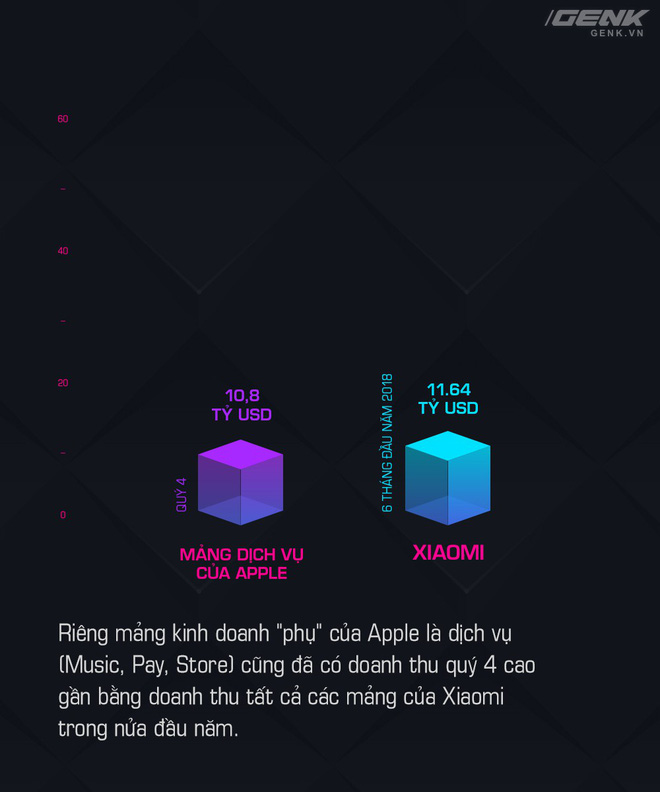 GENK
GENK.VN
60
–
40
–
20
–
0
10,8
TỶ USD
QUÝ 4
MẢNG DỊCH VỤ
CỦA APPLE
11.64
TỶ USD
6 THÁNG ĐẦU NĂM 2018
XIAOMI
Riêng mảng kinh doanh "phụ" của Apple là dịch vụ
(Music, Pay, Store) cũng đã có doanh thu quý 4 cao
gần bằng doanh thu tất cả các mảng của Xiaomi
trong nửa đầu năm.